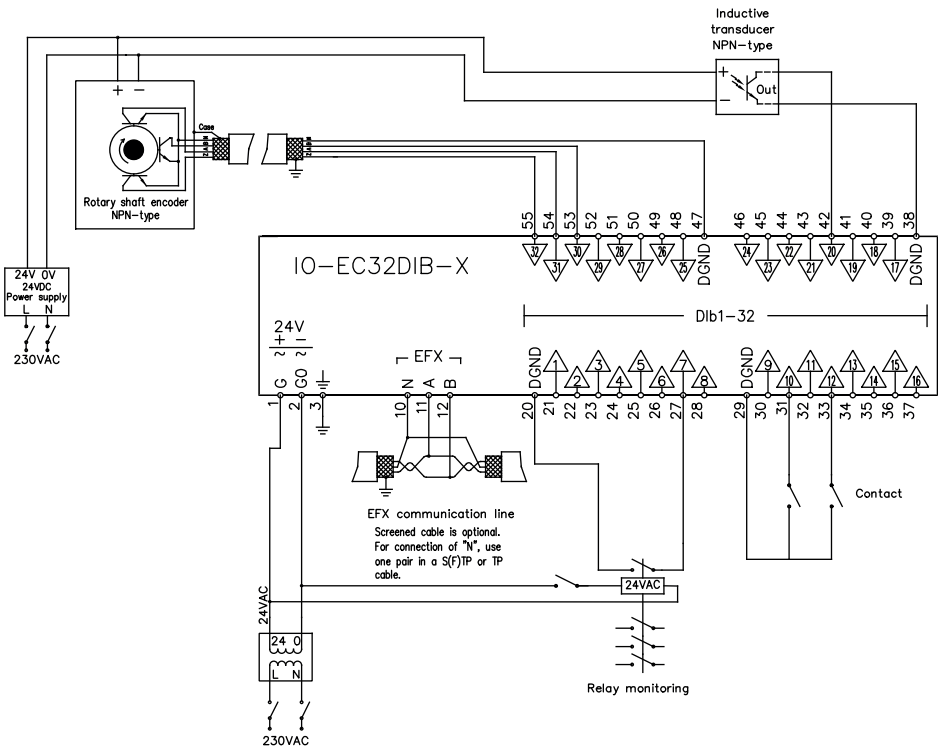 Inductive
transducer
NPN-type
+
-
Out
+ -
Case
N
B
A
Z
N
B
A
Z
Rotary shaft encoder
NPN-type
24V 0V
24VDC
Power supply
L N
230VAC
55 54 53 52 51 50 49 48 47 46 45 44 43 42 41 40 39 38
32 31 30 29 28 27 26 25 DGND 24 23 22 21 20 19 18 17 DGND
IO-EC32DIB-X
DIb1-32
24V
+ -
~ ~
G G0
EFX
N A B
DGND 1 2 3 4 5 6 7 8 DGND 9 10 11 12 13 14 15 16
1 2 3 10 11 12 20 21 22 23 24 25 26 27 28 29 30 31 32 33 34 35 36 37
Contact
EFX communication line
Screened cable is optional.
For connection of "N", use
one pair in a S(F)TP or TP
cable.
24VAC
24VAC
24 0
L N
Relay monitoring
230VAC